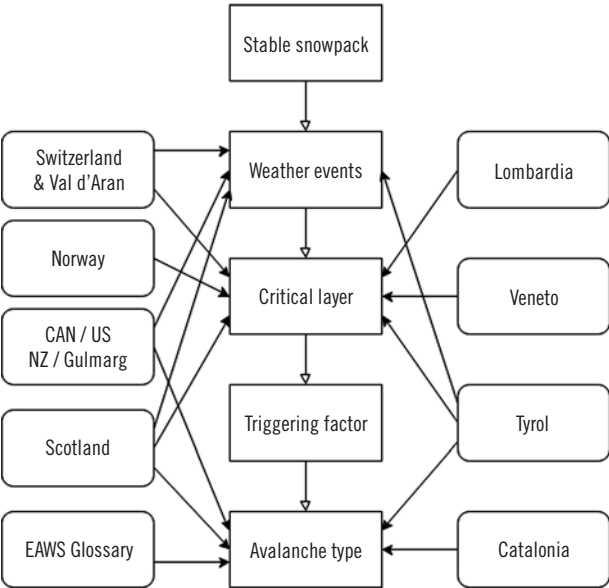 Stable snowpack
Switzerland
& Val d’Aran
Weather events
Lombardia
Norway
Critical layer
Veneto
CAN / US
NZ / Gulmarg
Scotland
Triggering factor
Tyrol
EAWS Glossary
Avalanche type
Catalonia